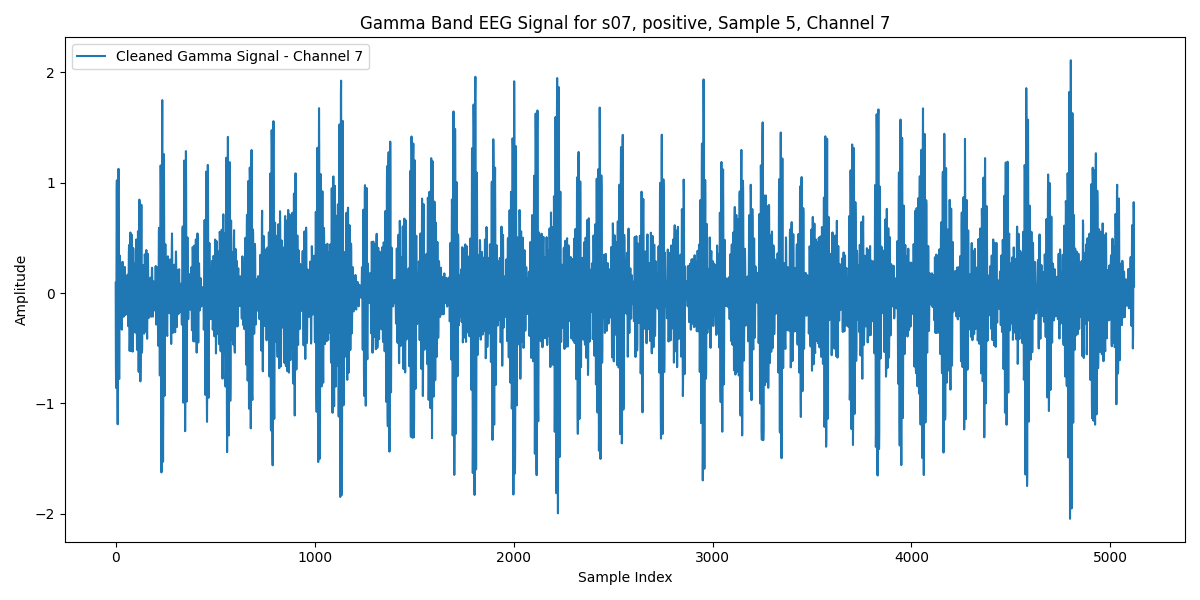 Gamma Band EEG Signal for s07, positive, Sample 5, Channel 7
Cleaned Gamma Signal - Channel 7
Amplitude
2
1
0
−1
−2
0 1000 2000 3000 4000 5000
Sample Index